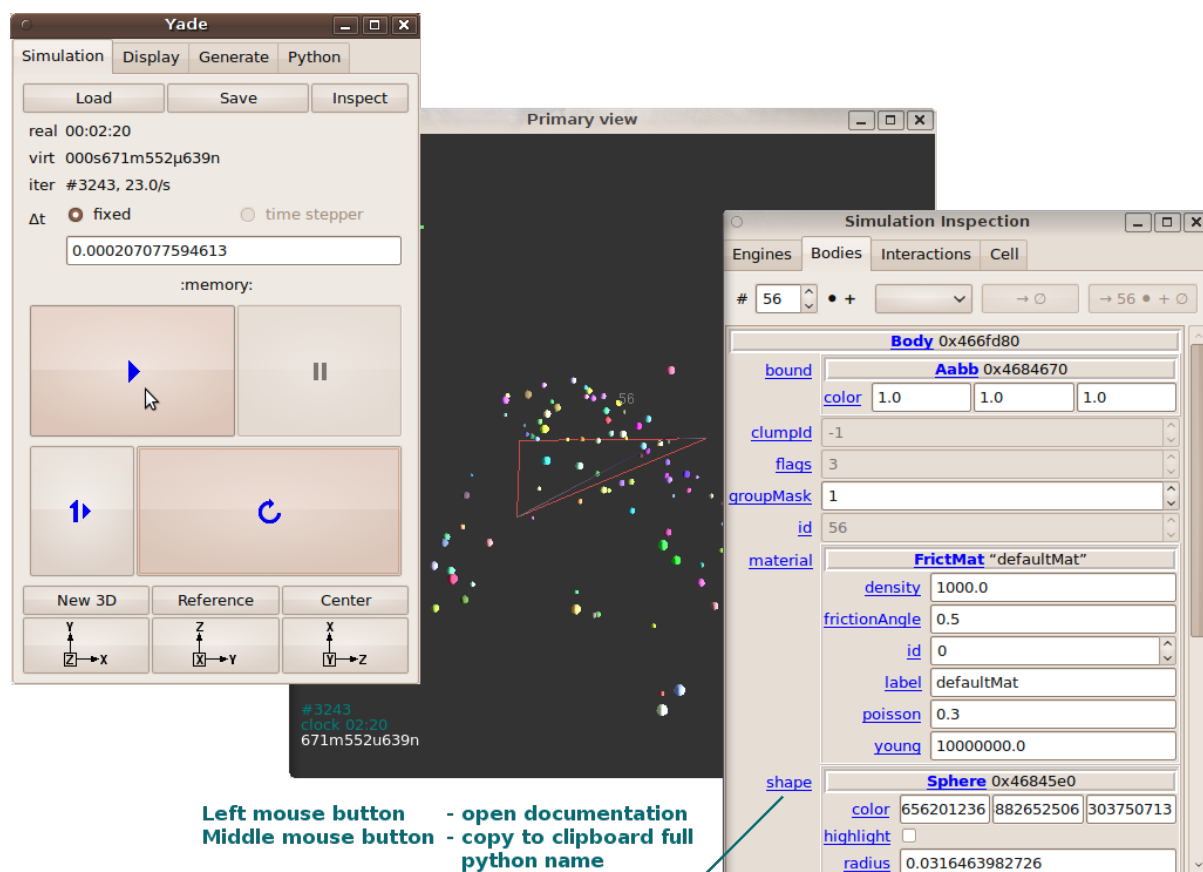 Yade
Simulation Display Generate Python
Load Save Inspect
real 00:02:20
virt 000s671m552µ639n
iter #3243, 23.0/s
Δt fixed time stepper
0.000207077594613
:memory:
1
New 3D Reference Center
Y Z X
Z X X Y Y Z
Primary view
56
#3243
clock 02:20
671m552u639n
Simulation Inspection
Engines Bodies Interactions Cell
# 56 • + → ∅ → 56 • + ∅
Body 0x466fd80
bound Aabb 0x4684670
color 1.0 1.0 1.0
clumpId -1
flags 3
groupMask 1
id 56
material FrictMat “defaultMat”
density 1000.0
frictionAngle 0.5
id 0
label defaultMat
poisson 0.3
young 10000000.0
shape Sphere 0x46845e0
color 656201236 882652506 303750713
highlight
radius 0.0316463982726
Left mouse button - open documentation
Middle mouse button - copy to clipboard full
python name